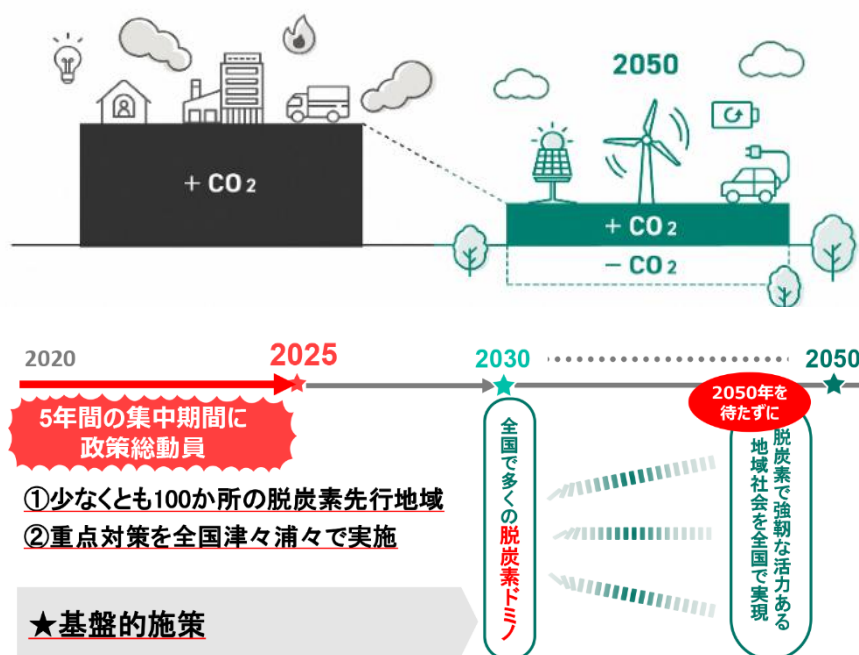 2050
+ CO2
+ CO2
− CO2
2020
2025
2030
2050
5年間の集中期間に
政策総動員
①少なくとも100か所の脱炭素先行地域
②重点対策を全国津々浦々で実施
★基盤的施策
全国で多くの脱炭素ドミノ
2050年を
待たずに
脱炭素で強靭な活力ある
地域社会を全国で実現